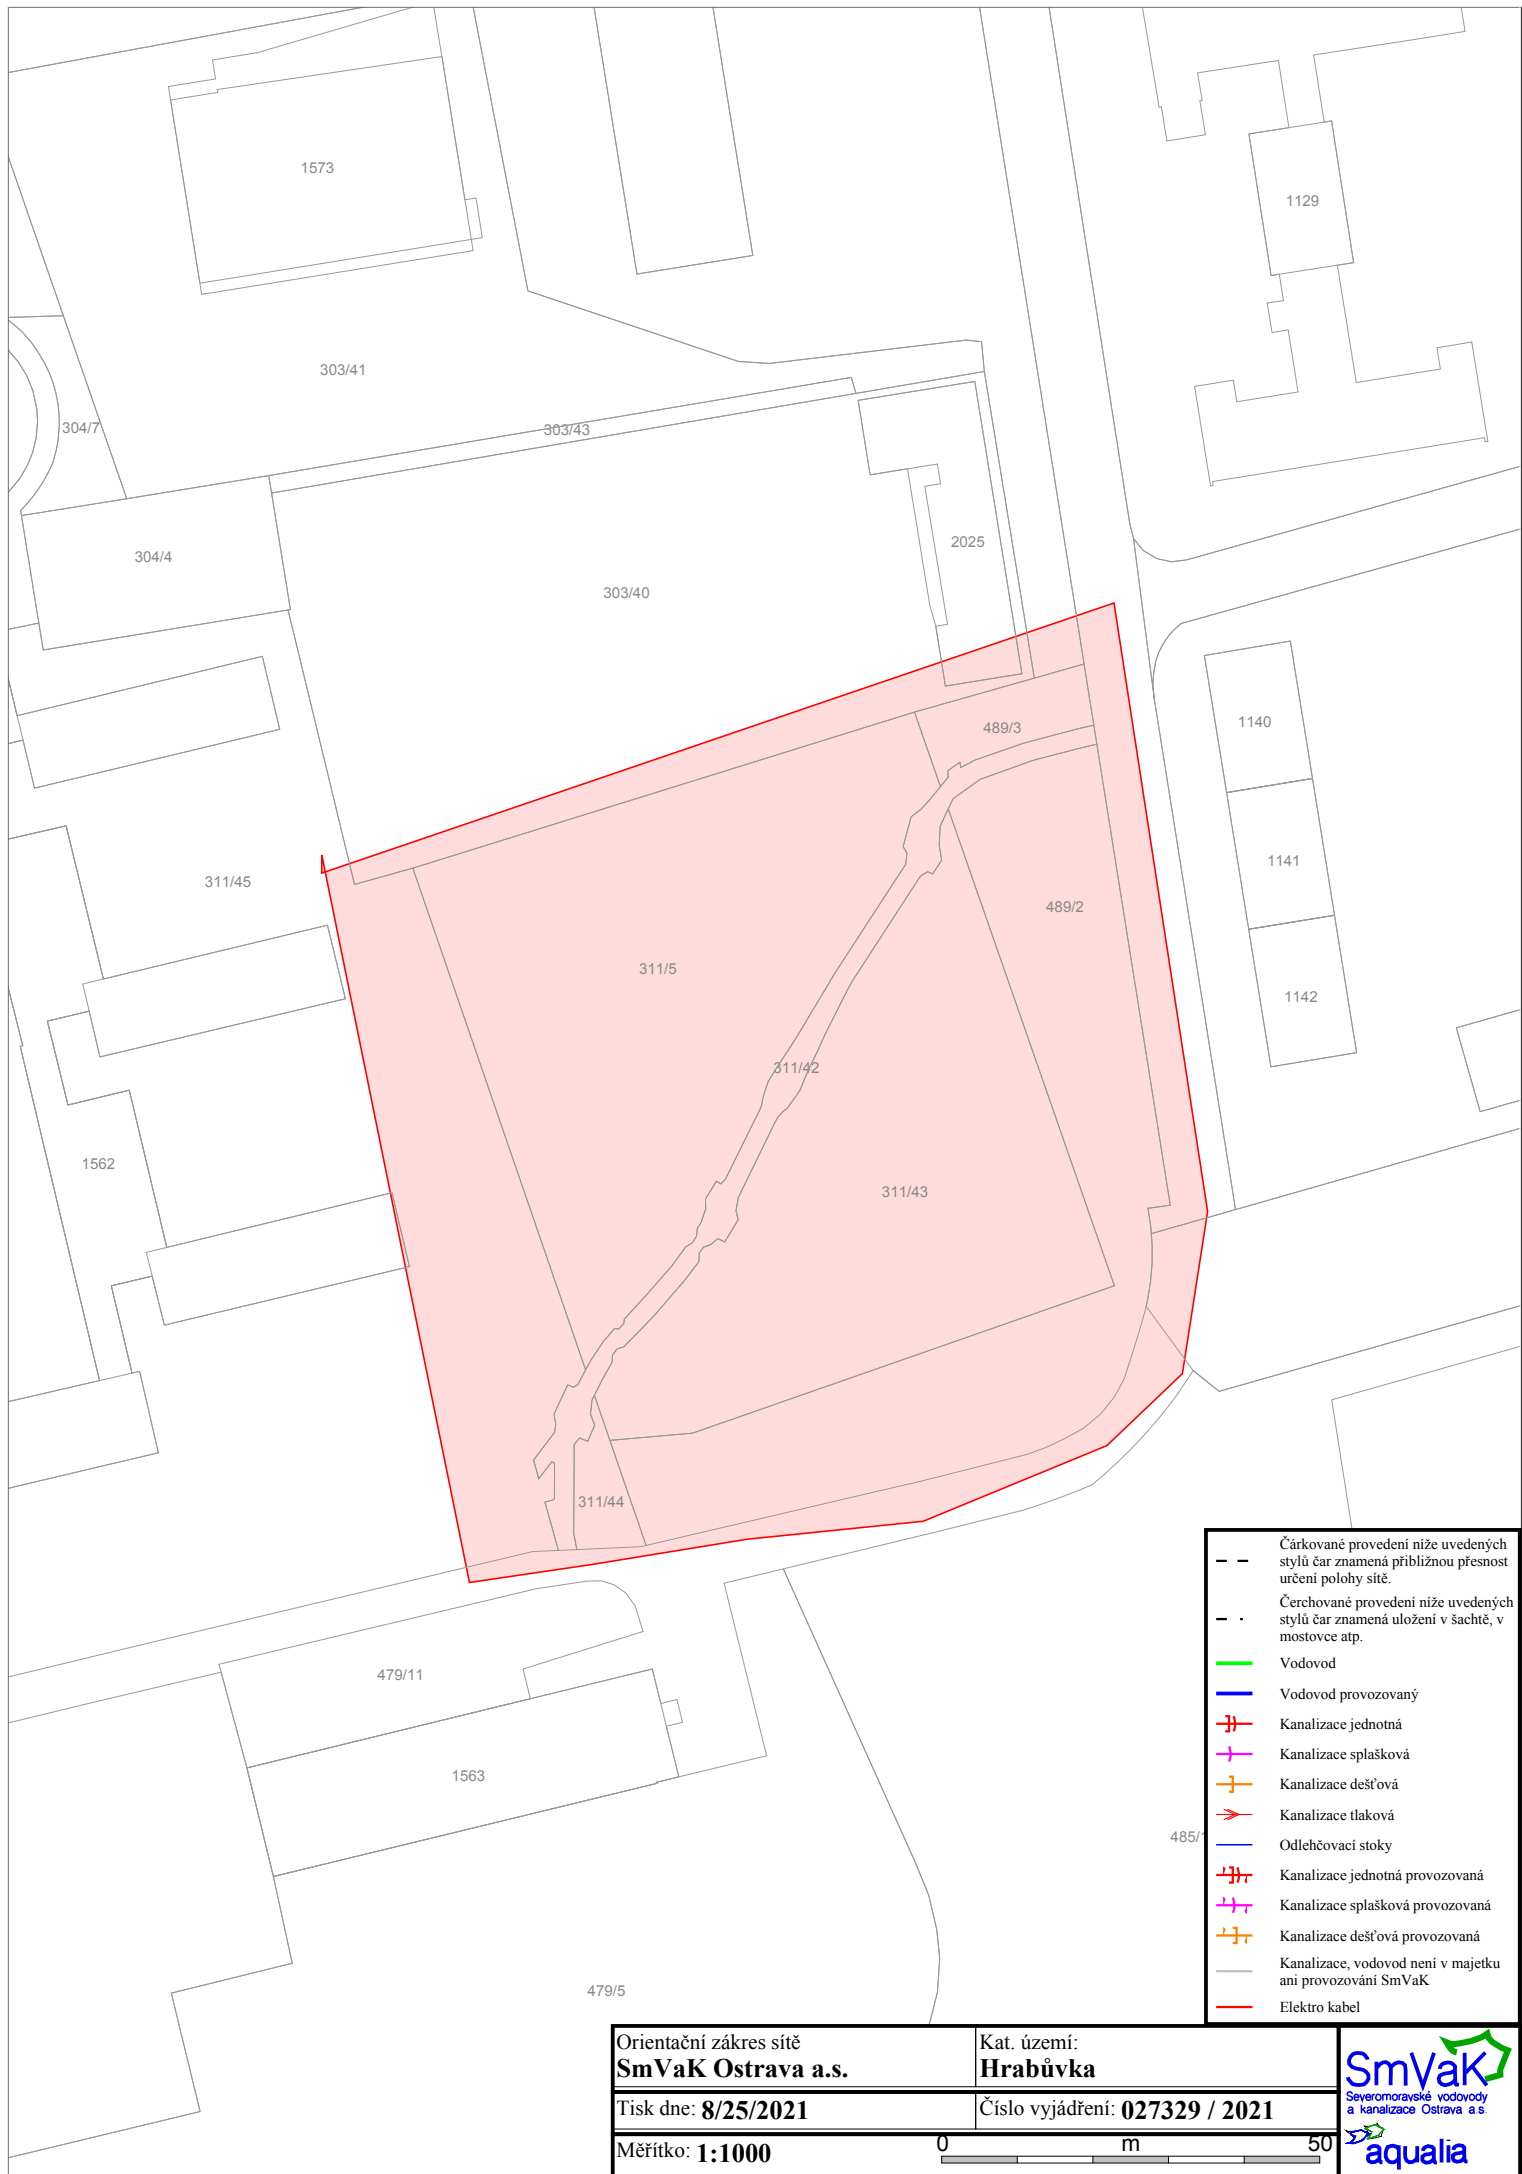 1573
1129
303/41
304/7
303/43
304/4
2025
303/40
1140
489/3
1141
311/45
489/2
311/5
1142
311/42
1562
311/43
311/44
479/11
1563
485/1
479/5
Čárkované provedení níže uvedených
stylů čar znamená přibližnou přesnost
určení polohy sítě.
Čerchované provedení níže uvedených
stylů čar znamená uložení v šachtě, v
mostovce atp.
Vodovod
Vodovod provozovaný
Kanalizace jednotná
Kanalizace splašková
Kanalizace dešťová
Kanalizace tlaková
Odlehčovací stoky
Kanalizace jednotná provozovaná
Kanalizace splašková provozovaná
Kanalizace dešťová provozovaná
Kanalizace, vodovod není v majetku
ani provozování SmVaK
Elektro kabel
Orientační zákres sítě
SmVaK Ostrava a.s.
Kat. území:
Hrabůvka
Tisk dne: 8/25/2021
Číslo vyjádření: 027329 / 2021
Měřítko: 1:1000
0 m 50
SmVaK
Severomoravské vodovody
a kanalizace Ostrava a.s.
aqualia